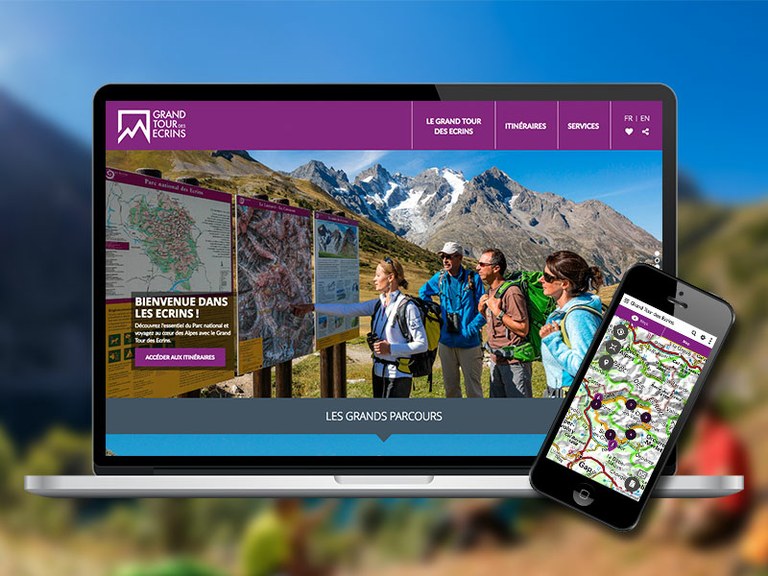 GRAND
TOUR DES
ECRINS
LE GRAND TOUR
DES ECRINS
ITINÉRAIRES
SERVICES
FR | EN
Parc national des Ecrins
BIENVENUE DANS
LES ECRINS !
Découvrez l'essentiel du Parc national et
voyagez au cœur des Alpes avec le Grand
Tour des Ecrins.
ACCÉDER AUX ITINÉRAIRES
LES GRANDS PARCOURS
Grand Tour des Ecrins
Map
Gap